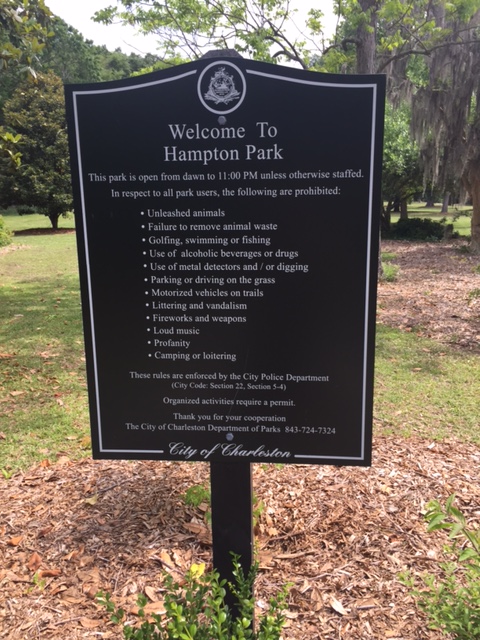 Welcome To
Hampton Park
This park is open from dawn to 11:00 PM unless otherwise staffed.
In respect to all park users, the following are prohibited:
• Unleashed animals
• Failure to remove animal waste
• Golfing, swimming or fishing
• Use of alcoholic beverages or drugs
• Use of metal detectors and / or digging
• Parking or driving on the grass
• Motorized vehicles on trails
• Littering and vandalism
• Fireworks and weapons
• Loud music
• Profanity
• Camping or loitering
These rules are enforced by the City Police Department
(City Code: Section 22, Section 5-4)
Organized activities require a permit.
Thank you for your cooperation
The City of Charleston Department of Parks 843-724-7324
City of Charleston